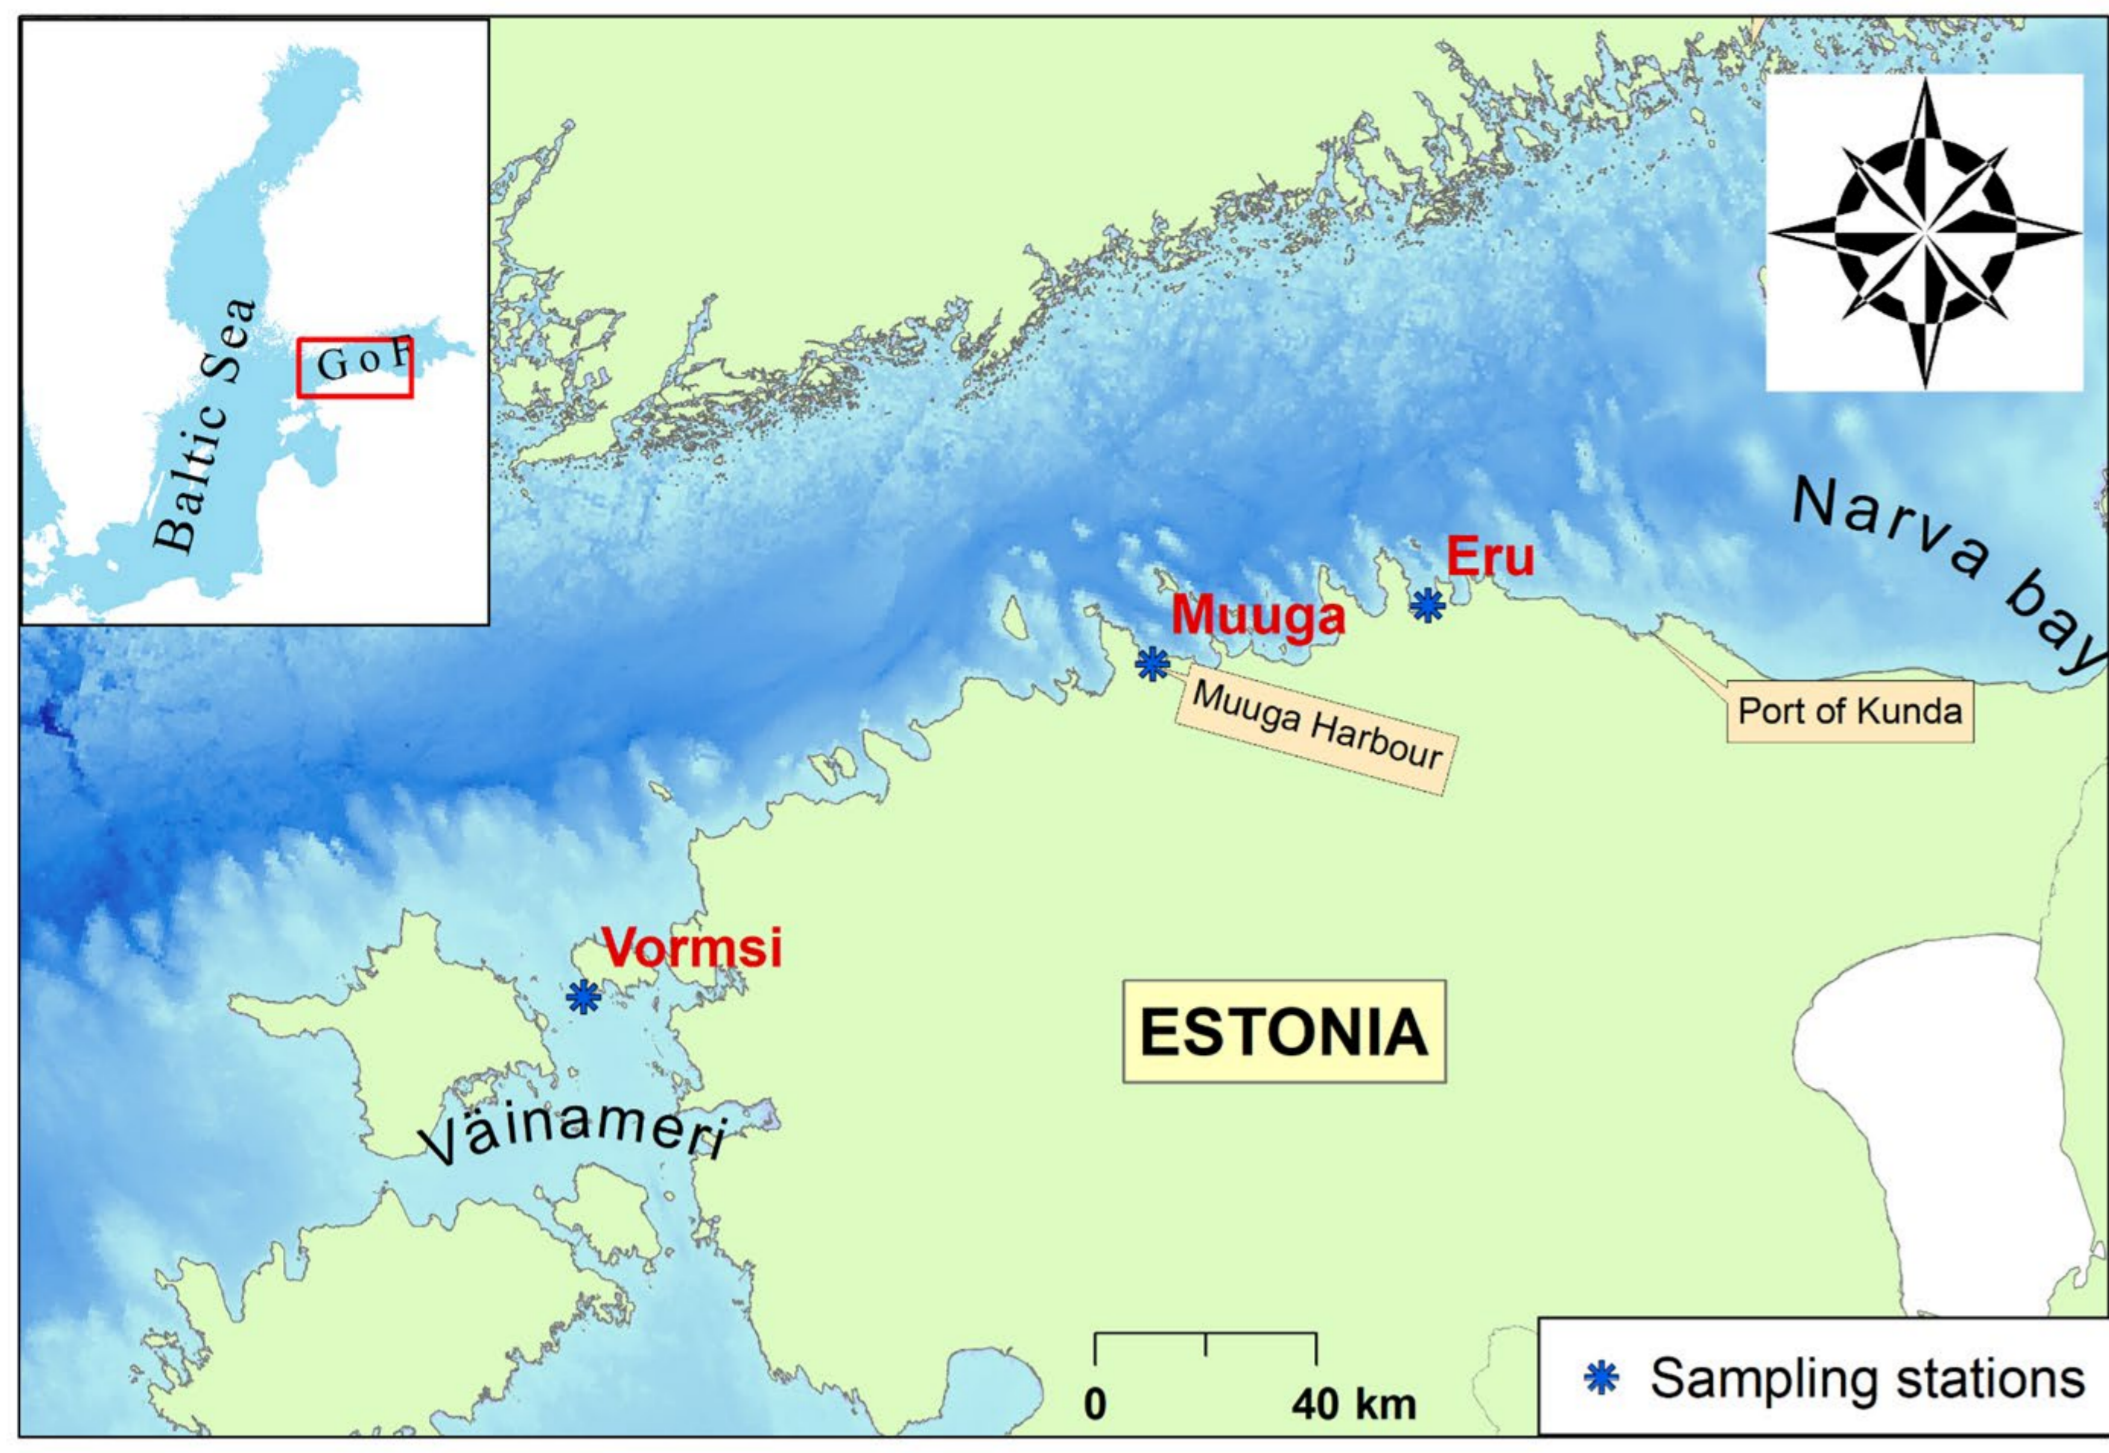 Baltic Sea
GoF
Narva bay
Eru
Muuga
Muuga Harbour
Port of Kunda
Vormsi
ESTONIA
Väinameri
0 40 km
Sampling stations